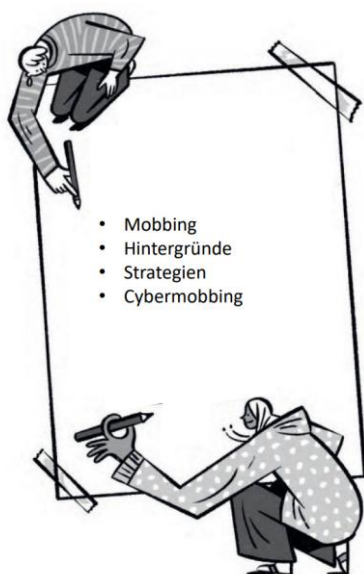 • Mobbing
• Hintergründe
• Strategien
• Cybermobbing